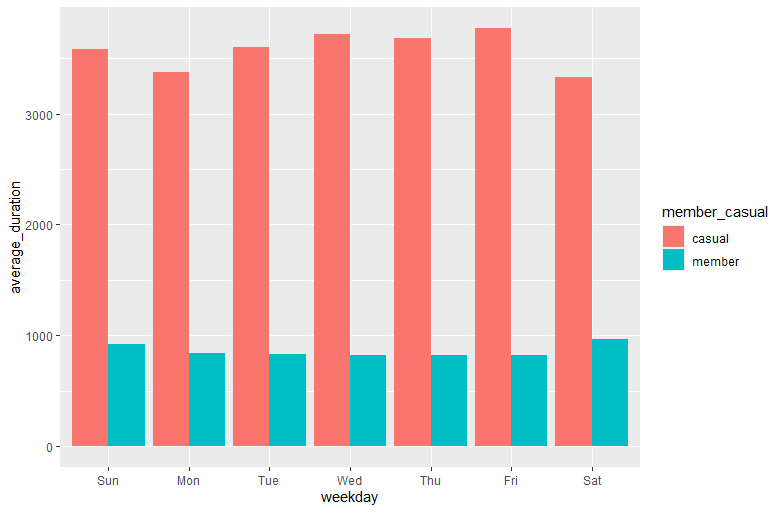 3000
2000
1000
0
average_duration
Sun Mon Tue Wed Thu Fri Sat
weekday
member_casual
casual
member